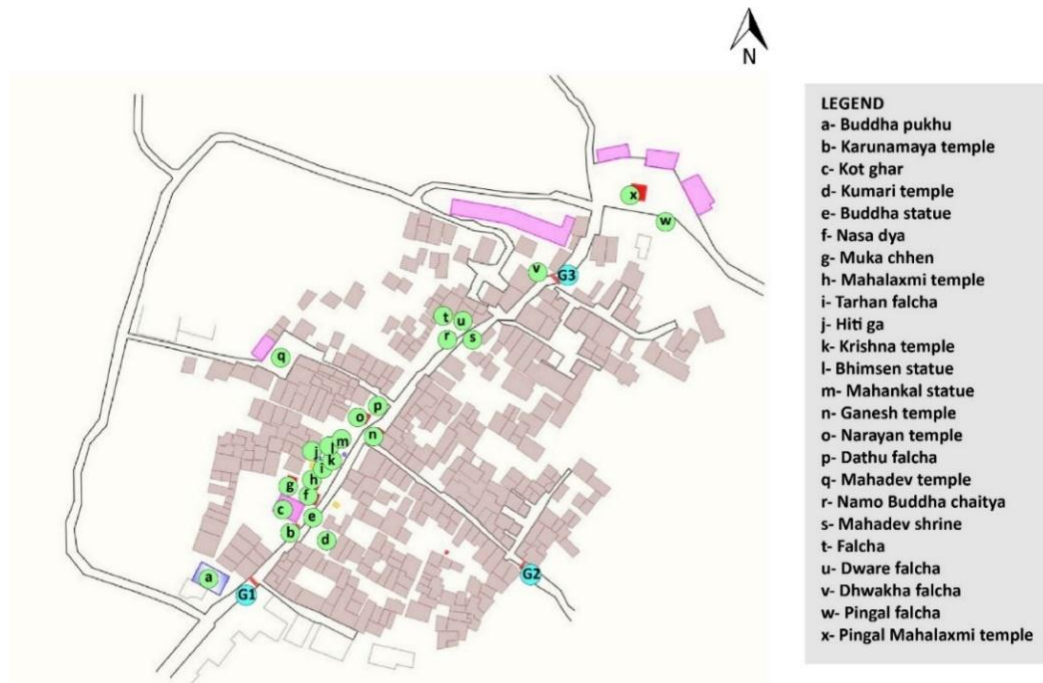 N
LEGEND
a- Buddha pukhu
b- Karunamaya temple
c- Kot ghar
d- Kumari temple
e- Buddha statue
f- Nasa dya
g- Muka chhen
h- Mahalaxmi temple
i- Tarhan falcha
j- Hiti ga
k- Krishna temple
l- Bhimsen statue
m- Mahankal statue
n- Ganesh temple
o- Narayan temple
p- Dathu falcha
q- Mahadev temple
r- Namo Buddha chaitya
s- Mahadev shrine
t- Falcha
u- Dware falcha
v- Dhwakha falcha
w- Pingal falcha
x- Pingal Mahalaxmi temple
x
w
v
G3
t
u
r
s
q
p
o
n
m
l
j
k
i
h
g
f
c
e
b
d
a
G1
G2